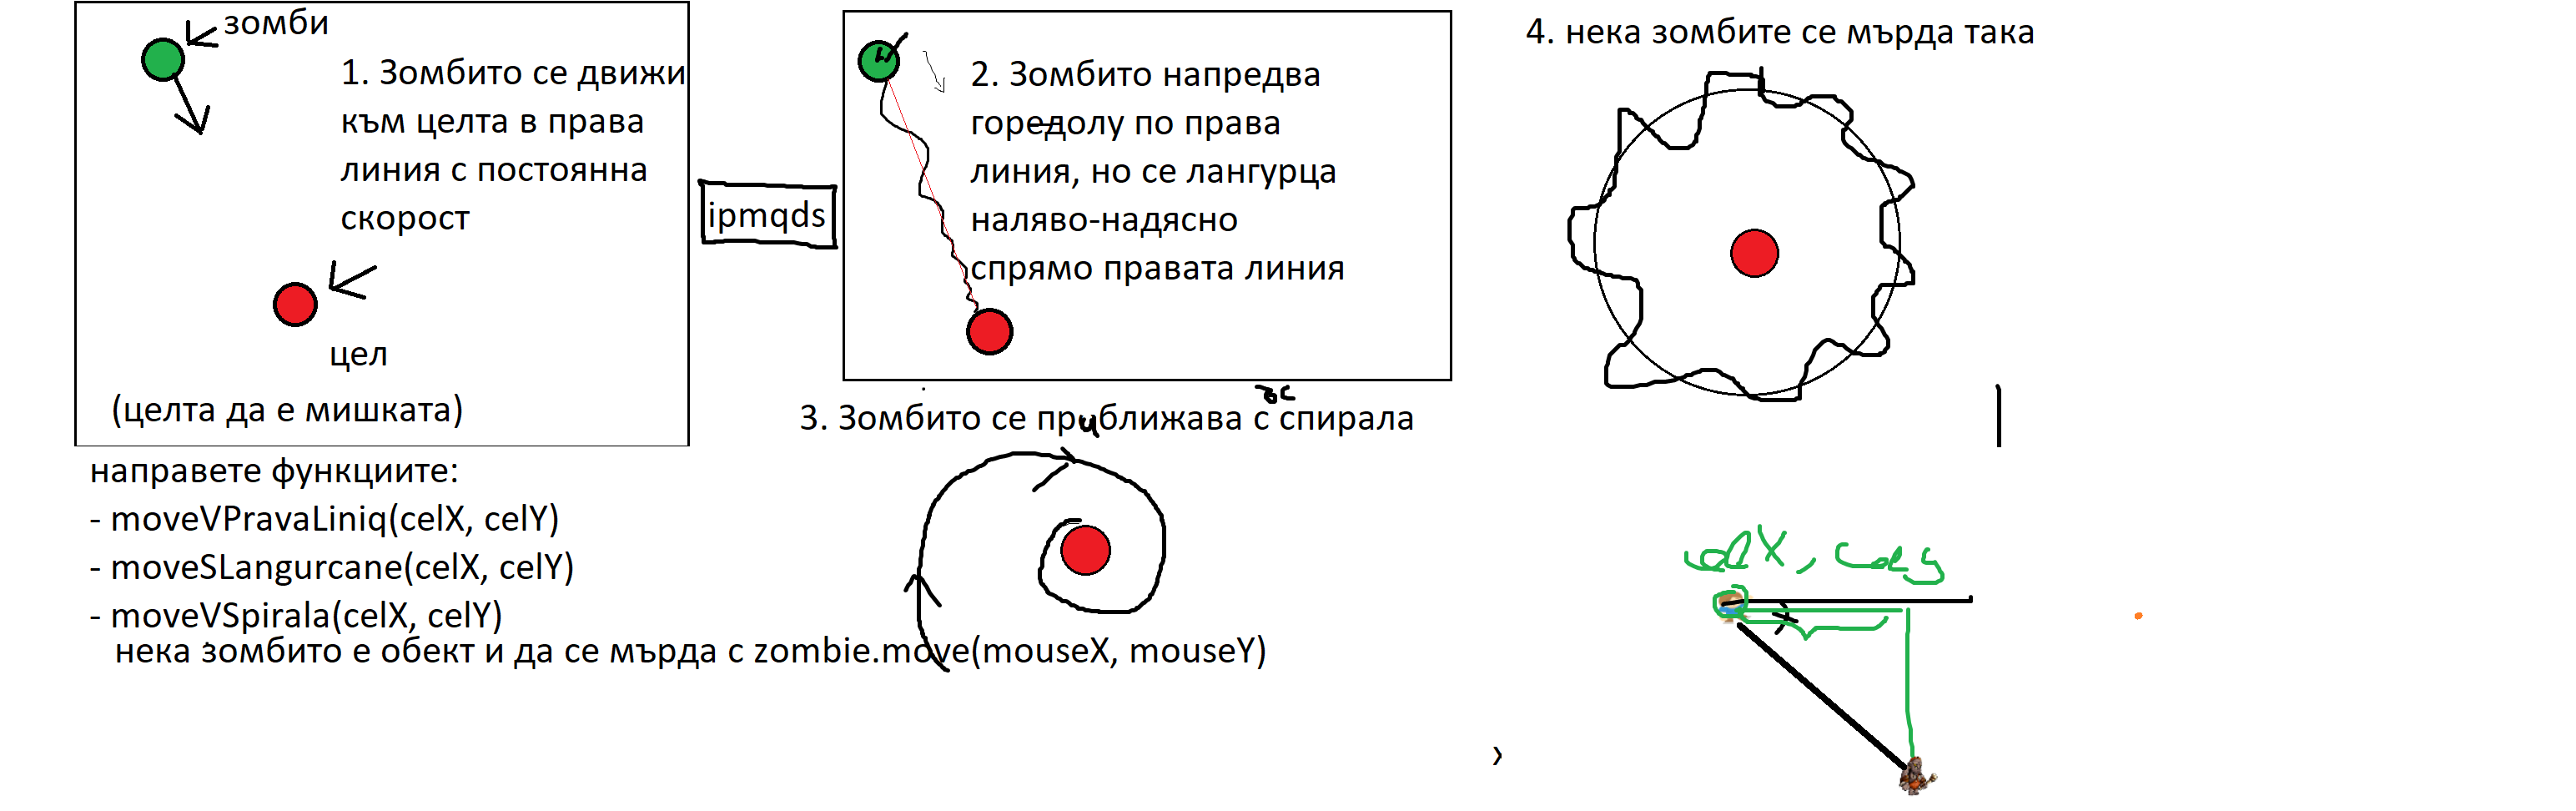 зомби
1. Зомбито се движи
към целта в права
линия с постоянна
скорост
цел
(целта да е мишката)
ipmqds
2. Зомбито напредва
горедолу по права
линия, но се лангурца
наляво-надясно
спрямо правата линия
3. Зомбито се приближава с спирала
4. нека зомбите се мърда така
направете функциите:
- moveVPravaLiniq(celX, celY)
- moveSLangurcane(celX, celY)
- moveVSpirala(celX, celY)
нека зомбито е обект и да се мърда с zombie.move(mouseX, mouseY)